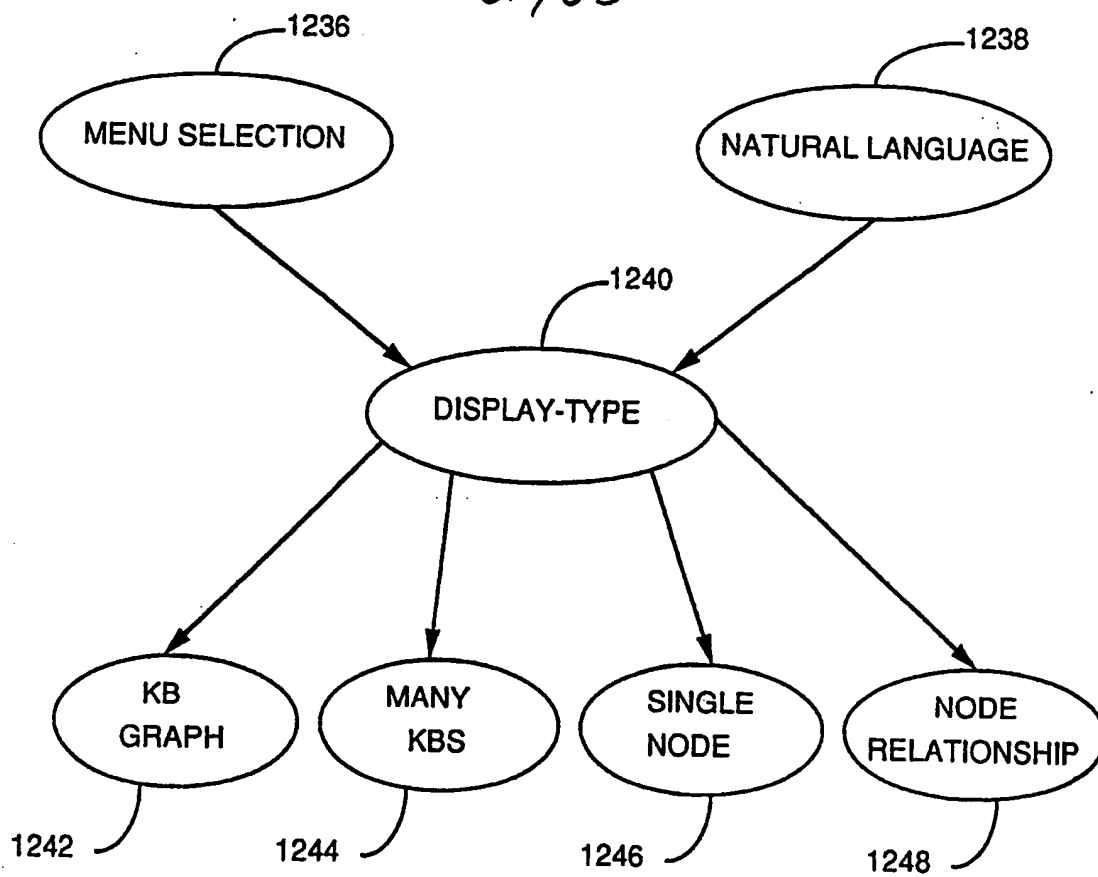 1236
1238
MENU SELECTION
NATURAL LANGUAGE
1240
DISPLAY-TYPE
KB
GRAPH
MANY
KBS
SINGLE
NODE
NODE
RELATIONSHIP
1242
1244
1246
1248